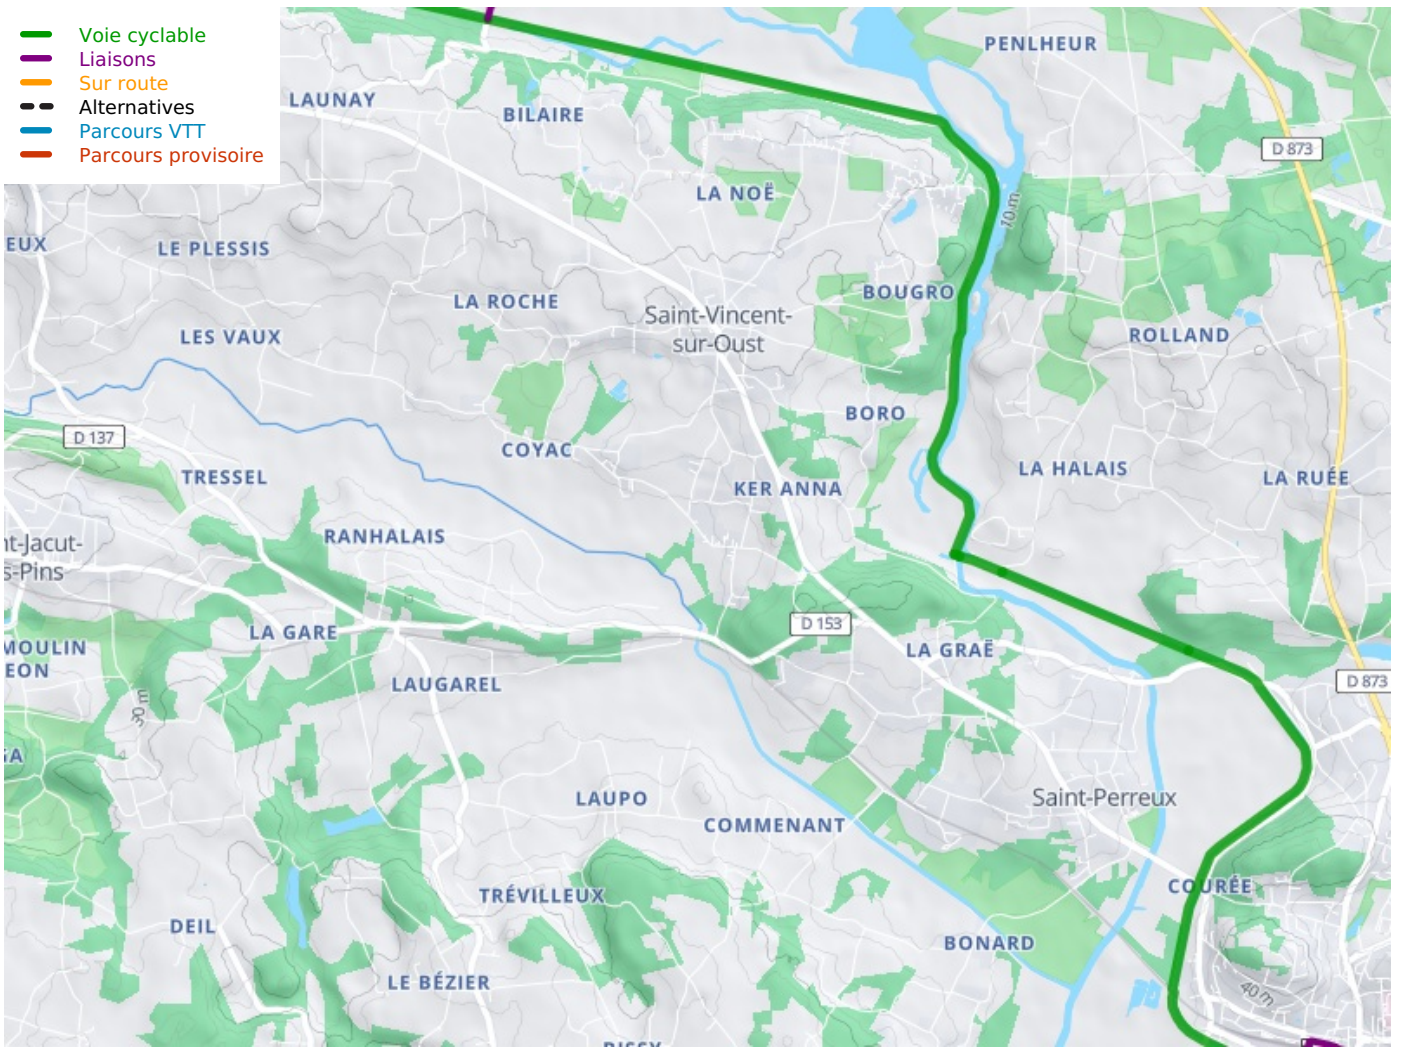 Voie cyclable
Liaisons
Sur route
Alternatives
Parcours VTT
Parcours provisoire
PENLHEUR
LAUNAY
BILAIRE
D 873
LA NOË
10 m
EUX
LE PLESSIS
BOUGRO
LA ROCHE
Saint-Vincent-
sur-Oust
LES VAUX
ROLLAND
BORO
D 137
COYAC
TRESSEL
LA HALAIS
LA RUÉE
KER ANNA
RANHALAIS
nt-Jacut-
s-Pins
D 153
LA GARE
MOULIN
EON
LA GRAË
LAUGAREL
D 873
30 m
GA
LAUPO
Saint-Perreux
COMMENANT
COURÉE
TRÉVILLEUX
DEIL
BONARD
LE BÉZIER
40 m